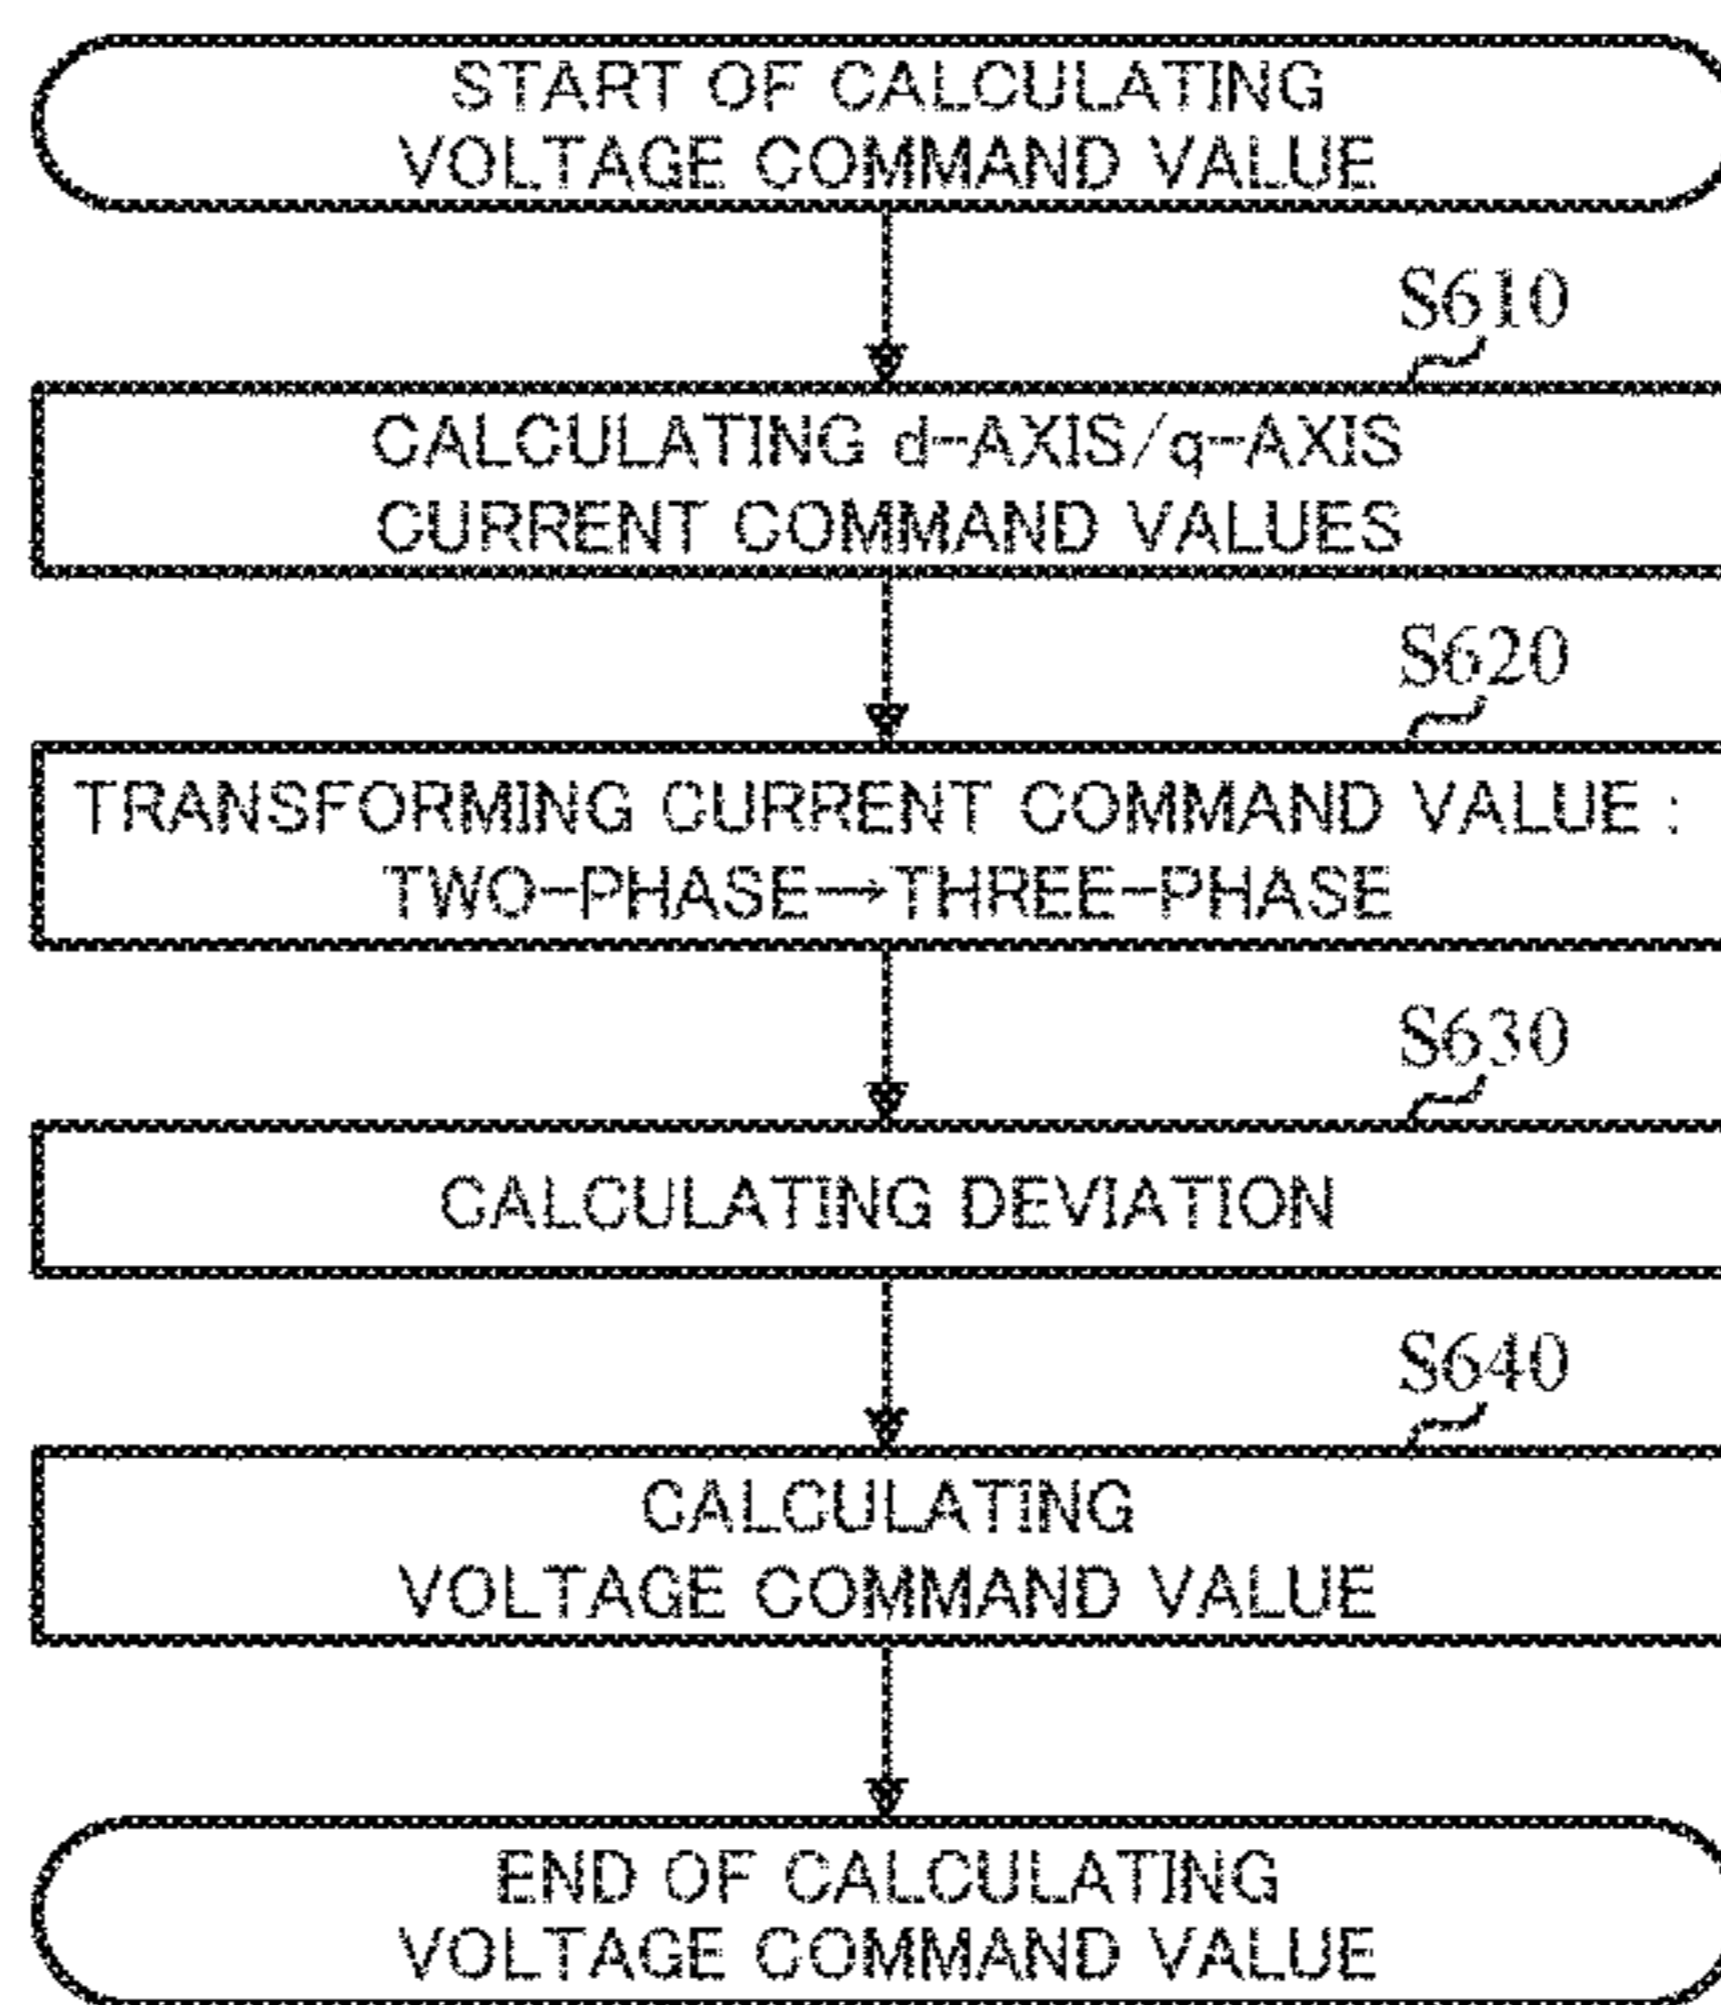 START OF CALCULATING
VOLTAGE COMMAND VALUE
S610
CALCULATING d-AXIS/q-AXIS
CURRENT COMMAND VALUES
S620
TRANSFORMING CURRENT COMMAND VALUE :
TWO-PHASE→THREE-PHASE
S630
CALCULATING DEVIATION
S640
CALCULATING
VOLTAGE COMMAND VALUE
END OF CALCULATING
VOLTAGE COMMAND VALUE